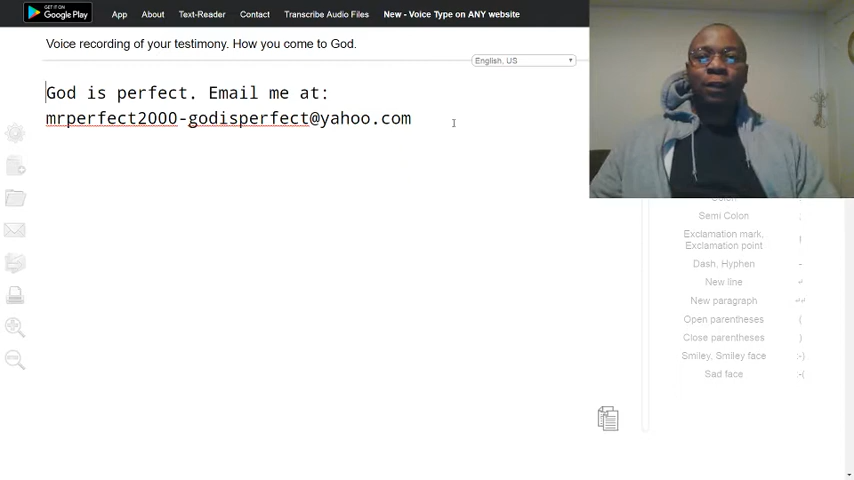 GET IT ON
Google Play
App
About
Text-Reader
Contact
Transcribe Audio Files
New - Voice Type on ANY website
Voice recording of your testimony. How you come to God.
English, US
God is perfect. Email me at:
mrperfect2000-godisperfect@yahoo.com
Semi Colon ;
Exclamation mark,
Exclamation point !
Dash, Hyphen -
New line ↵
New paragraph ↵↵
Open parentheses (
Close parentheses )
Smiley, Smiley face :-)
Sad face :-(